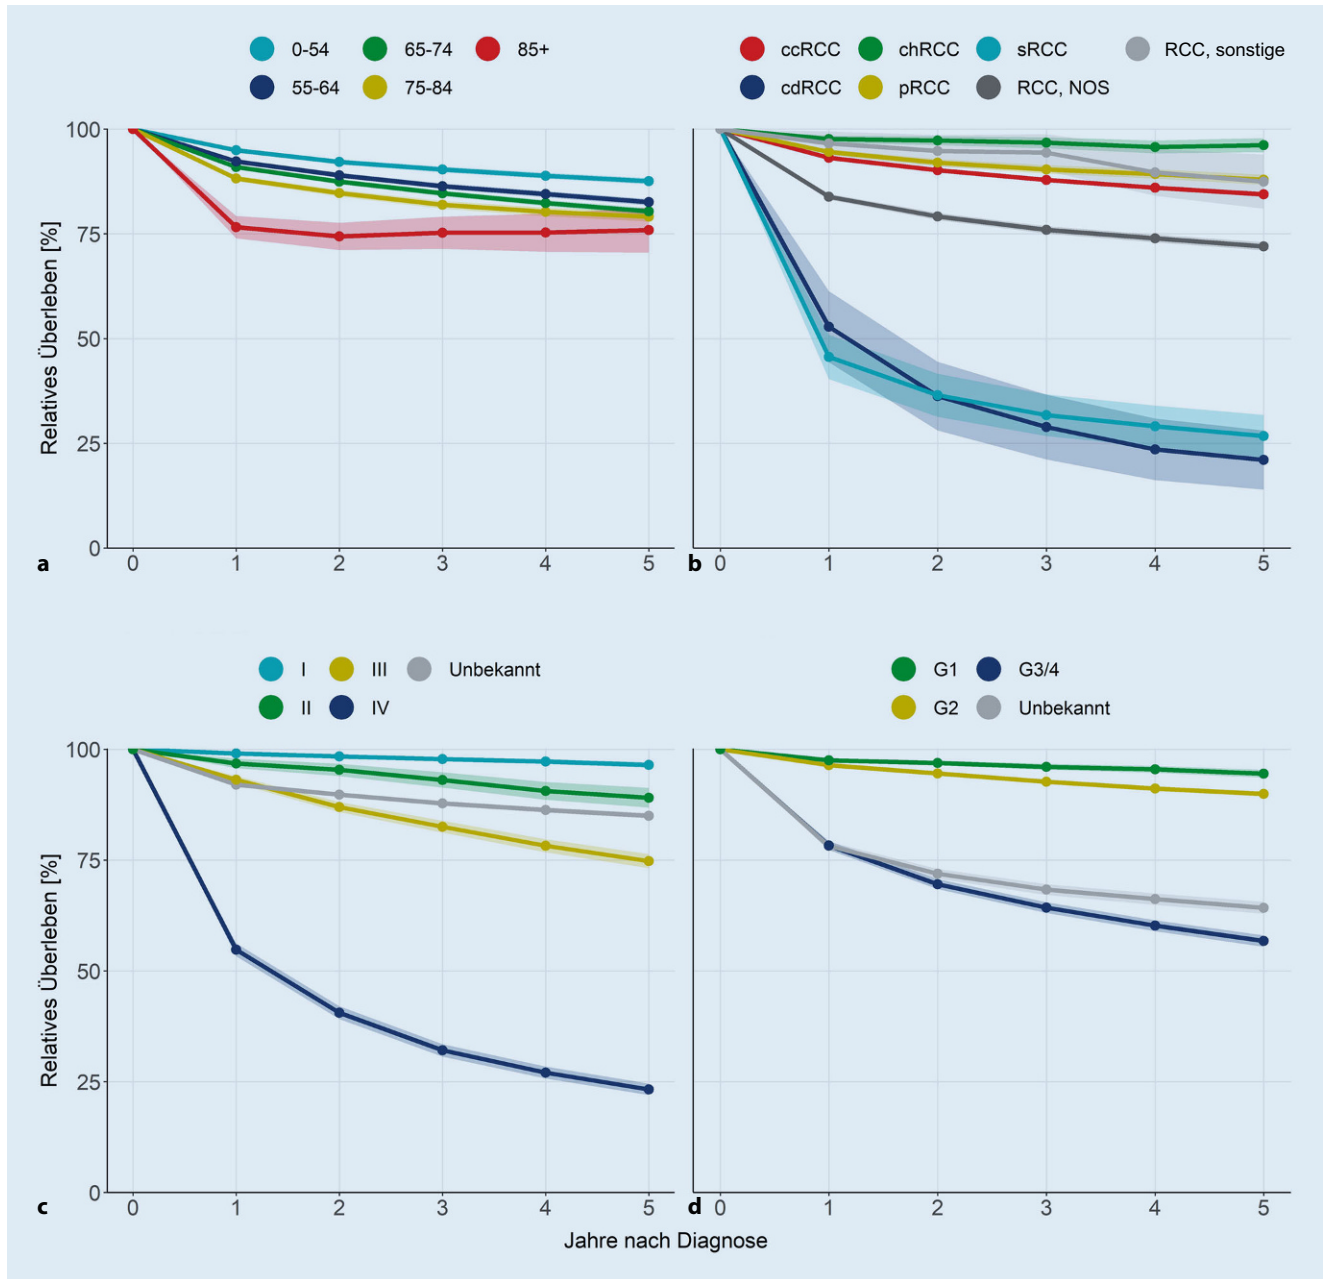 0-54 65-74 85+
55-64 75-84
ccRCC chRCC sRCC RCC, sonstige
cdRCC pRCC RCC, NOS
Relatives Überleben [%]
100
75
50
25
0
0 1 2 3 4 5
a
b
0 1 2 3 4 5
I III Unbekannt
II IV
G1 G3/4
G2 Unbekannt
Relatives Überleben [%]
100
75
50
25
0
0 1 2 3 4 5
c
d
0 1 2 3 4 5
Jahre nach Diagnose